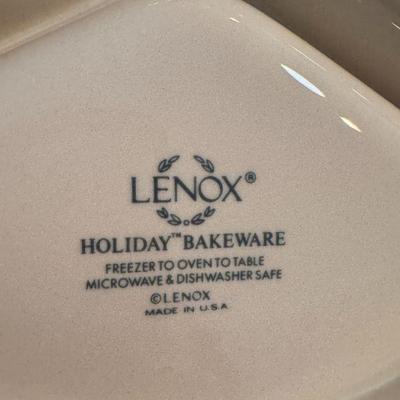 LENOX®
HOLIDAY™ BAKEWARE
FREEZER TO OVEN TO TABLE
MICROWAVE & DISHWASHER SAFE
©LENOX
MADE IN U.S.A.